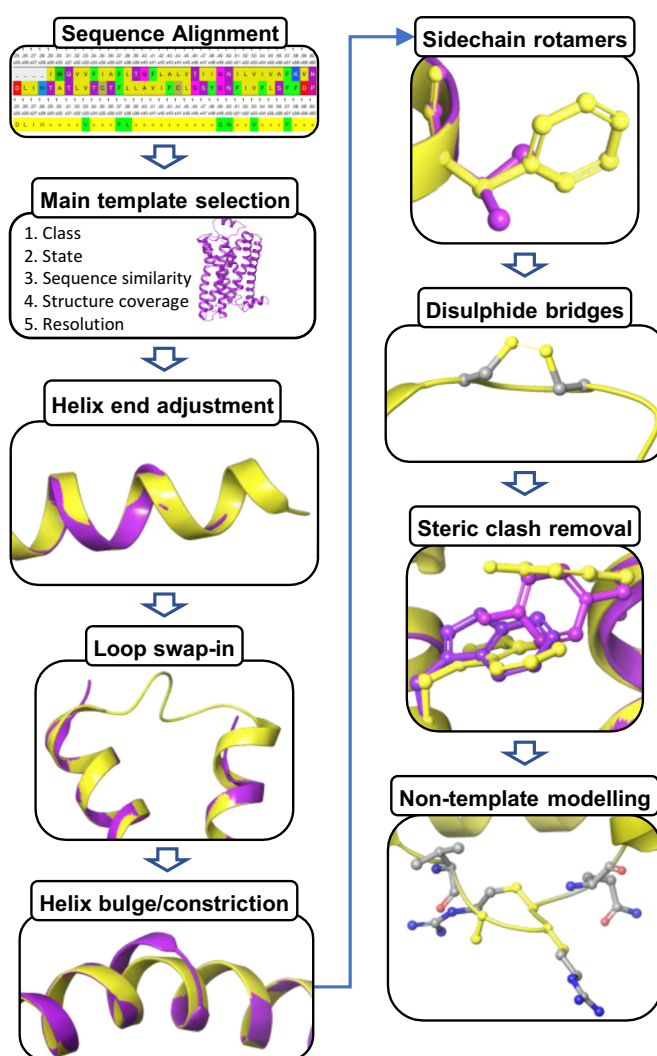 Sequence Alignment
Main template selection
1. Class
2. State
3. Sequence similarity
4. Structure coverage
5. Resolution
Helix end adjustment
Loop swap-in
Helix bulge/constriction
Sidechain rotamers
Disulphide bridges
Steric clash removal
Non-template modelling